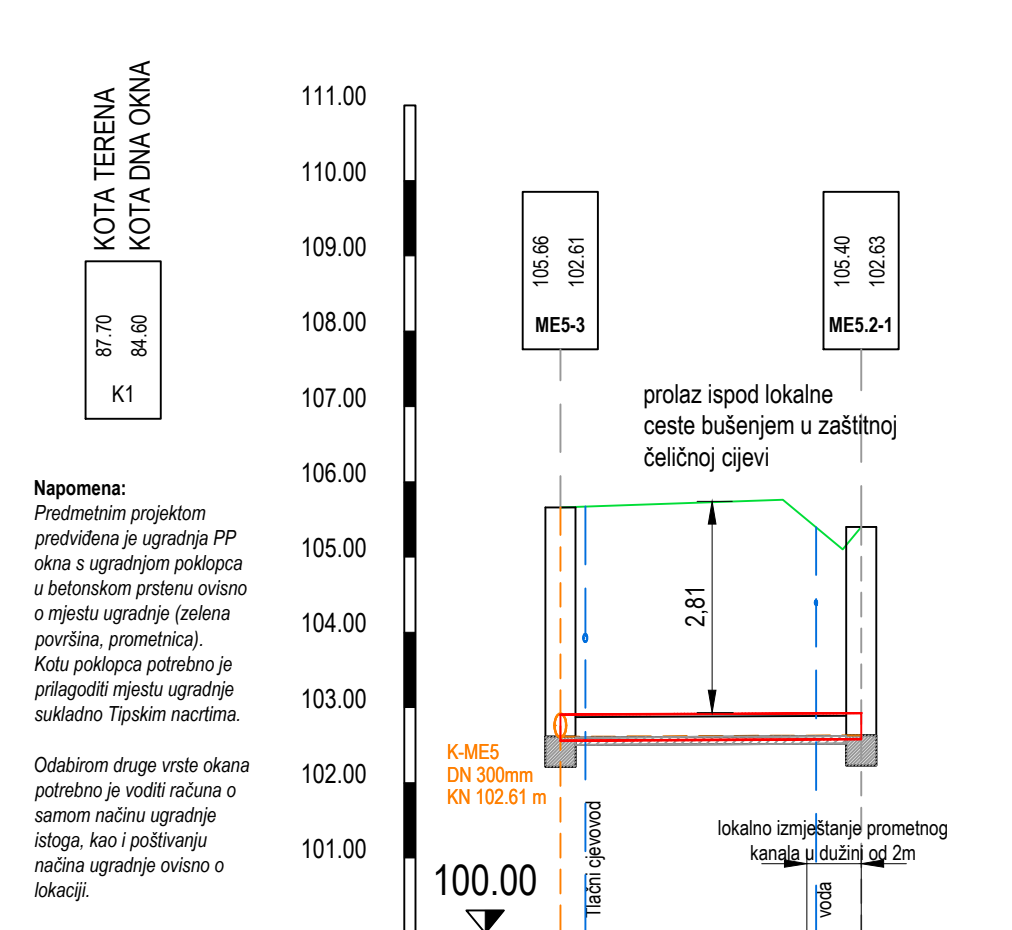 KOTA TERENA
KOTA DNA OKNA
87.70
84.60
K1
Napomena:
Predmetnim projektom
predviđena je ugradnja PP
okna s ugradnjom poklopca
u betonskom prstenu ovisno
o mjestu ugradnje (zelena
površina, prometnica).
Kotu poklopca potrebno je
prilagoditi mjestu ugradnje
sukladno Tipskim nacrtima.
Odabirom druge vrste okana
potrebno je voditi računa o
samom načinu ugradnje
istoga, kao i poštivanju
načina ugradnje ovisno o
lokaciji.
111.00
110.00
109.00
108.00
107.00
106.00
105.00
104.00
103.00
102.00
101.00
100.00
105.66
102.61
ME5-3
105.40
102.63
ME5.2-1
prolaz ispod lokalne
ceste bušenjem u zaštitnoj
čeličnoj cijevi
2,81
K-ME5
DN 300mm
KN 102.61 m
Tlačni cjevovod
lokalno izmještanje prometnog
kanala u dužini od 2m
voda